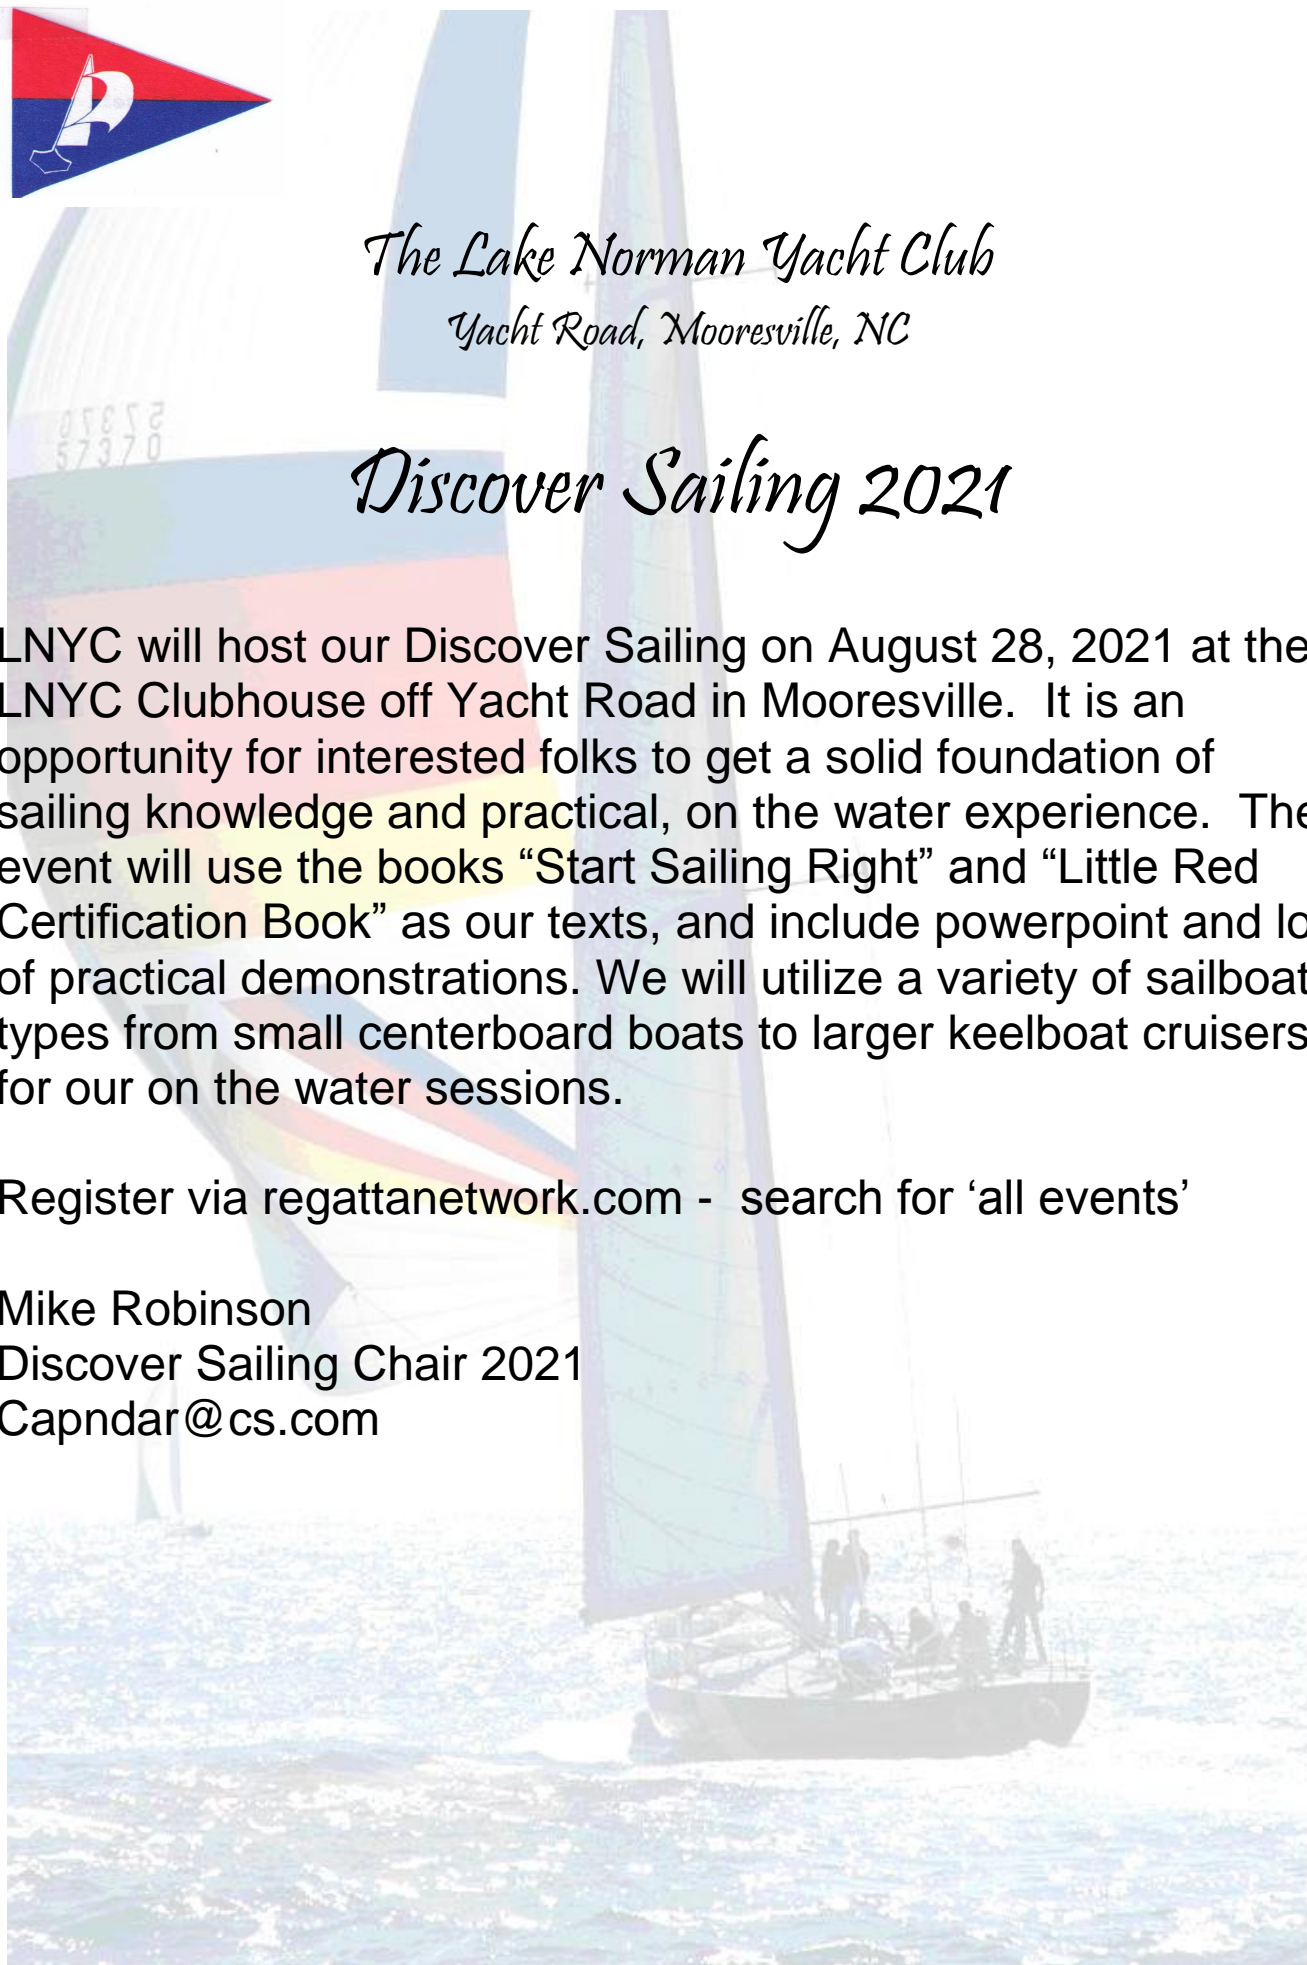 57370
57370
The Lake Norman Yacht Club
Yacht Road, Mooresville, NC
Discover Sailing 2021
LNYC will host our Discover Sailing on August 28, 2021 at the
LNYC Clubhouse off Yacht Road in Mooresville.  It is an
opportunity for interested folks to get a solid foundation of
sailing knowledge and practical, on the water experience.  The
event will use the books “Start Sailing Right” and “Little Red
Certification Book” as our texts, and include powerpoint and lo
of practical demonstrations. We will utilize a variety of sailboat
types from small centerboard boats to larger keelboat cruisers
for our on the water sessions.
Register via regattanetwork.com -  search for ‘all events’
Mike Robinson
Discover Sailing Chair 2021
Capndar@cs.com